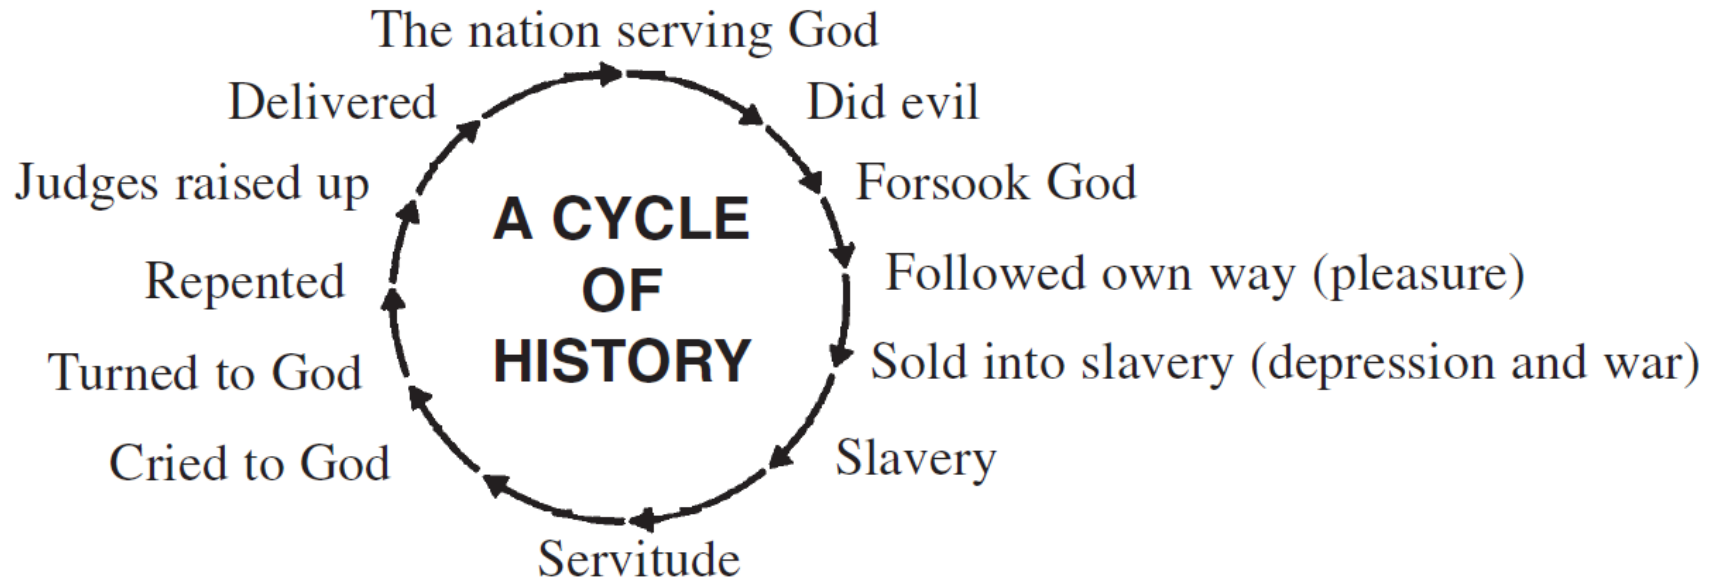 The nation serving God
Did evil
Forsook God
Followed own way (pleasure)
Sold into slavery (depression and war)
Slavery
Servitude
Cried to God
Turned to God
Repented
Judges raised up
Delivered
A CYCLE
OF
HISTORY